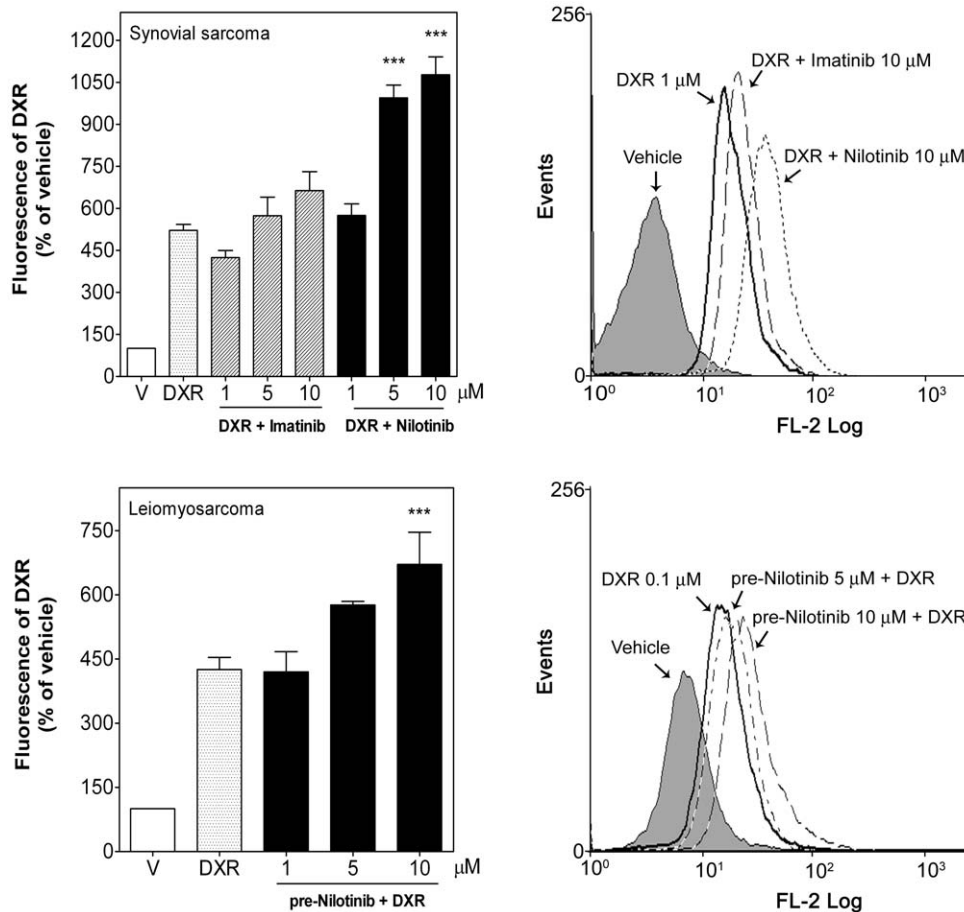 Synovial sarcoma
Fluorescence of DXR
(% of vehicle)
1200
1050
900
750
600
450
300
150
0
***
***
V DXR 1 5 10 1 5 10 μM
DXR + Imatinib DXR + Nilotinib
256
Events
0
DXR + Imatinib 10 μM
DXR 1 μM
Vehicle
DXR + Nilotinib 10 μM
10⁰ 10¹ 10² 10³
FL-2 Log
Leiomyosarcoma
Fluorescence of DXR
(% of vehicle)
750
600
450
300
150
0
***
V DXR 1 5 10 μM
pre-Nilotinib + DXR
256
Events
0
DXR 0.1 μM
pre-Nilotinib 5 μM + DXR
pre-Nilotinib 10 μM + DXR
Vehicle
10⁰ 10¹ 10² 10³
FL-2 Log